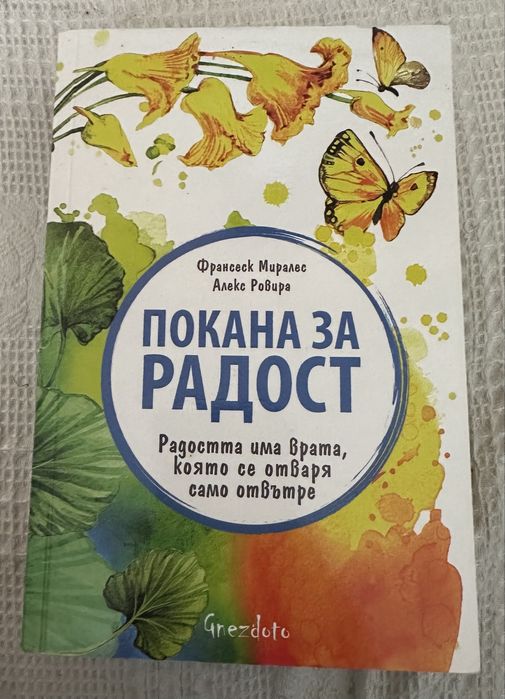 Франсеск Миралес
Алекс Ровира
ПОКАНА ЗА
РАДОСТ
Радостта има врата,
която се отваря
само отвътре
Gnezdoto